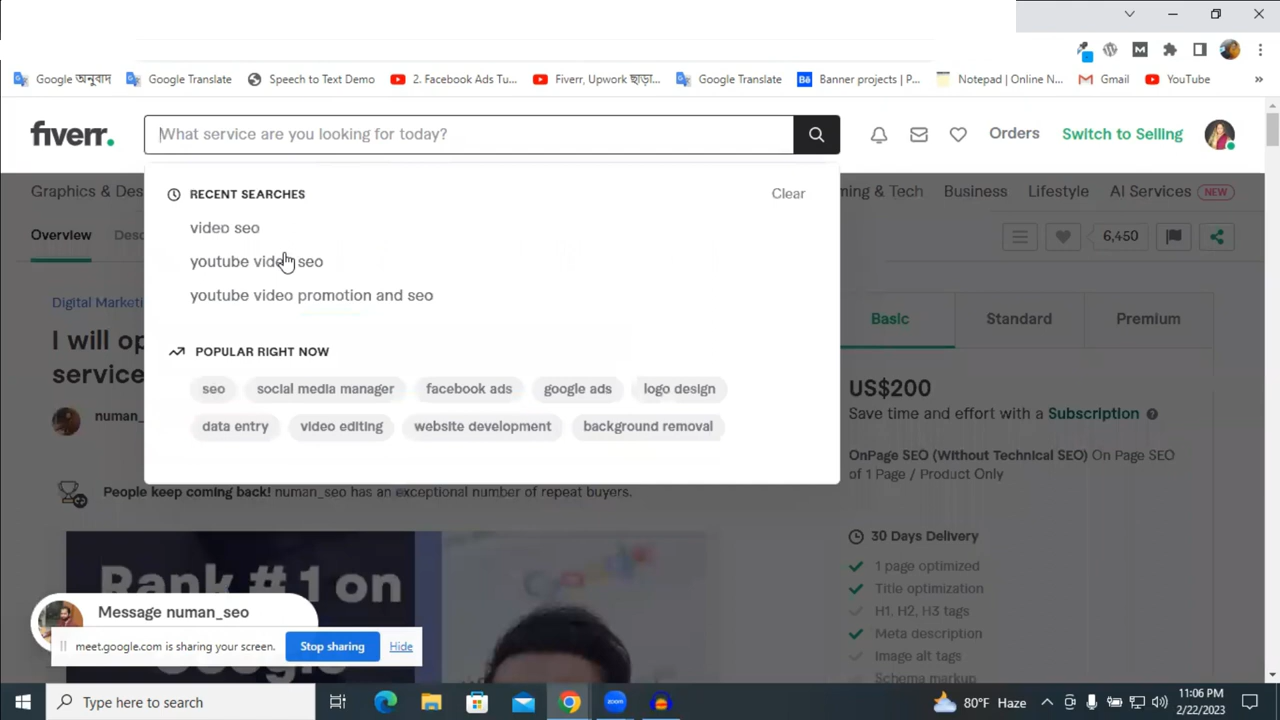 Google অনুবাদ
Google Translate
Speech to Text Demo
2. Facebook Ads Tu...
Fiverr, Upwork ছাড়া...
Google Translate
Bē
Banner projects | P...
Notepad | Online N...
Gmail
YouTube
fiverr.
What service are you looking for today?
Orders
Switch to Selling
RECENT SEARCHES
Clear
video seo
youtube video seo
youtube video promotion and seo
POPULAR RIGHT NOW
seo
social media manager
facebook ads
google ads
logo design
data entry
video editing
website development
background removal
Graphics & Des
ming & Tech
Business
Lifestyle
AI Services
NEW
Overview
Desc
6,450
Digital Marketi
I will op
service
numan_
People keep coming back! numan_seo has an exceptional number of repeat buyers.
Rank # 1 on
Google
Basic
Standard
Premium
US$200
Save time and effort with a Subscription ?
OnPage SEO (Without Technical SEO) On Page SEO
of 1 Page / Product Only
30 Days Delivery
1 page optimized
Title optimization
H1, H2, H3 tags
Meta description
Image alt tags
Schema markup
Message numan_seo
meet.google.com is sharing your screen.
Stop sharing
Hide
Type here to search
zoom
80°F Haze
11:06 PM
2/22/2023